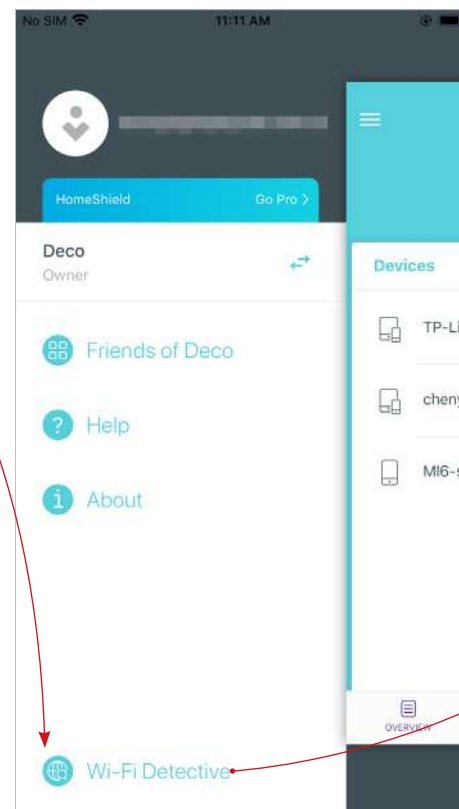 No SIM 11:11 AM
HomeShield Go Pro >
Deco
Owner
Friends of Deco
Help
About
Wi-Fi Detective
Devices
TP-Li
cheny
MI6-s
OVERVIEW